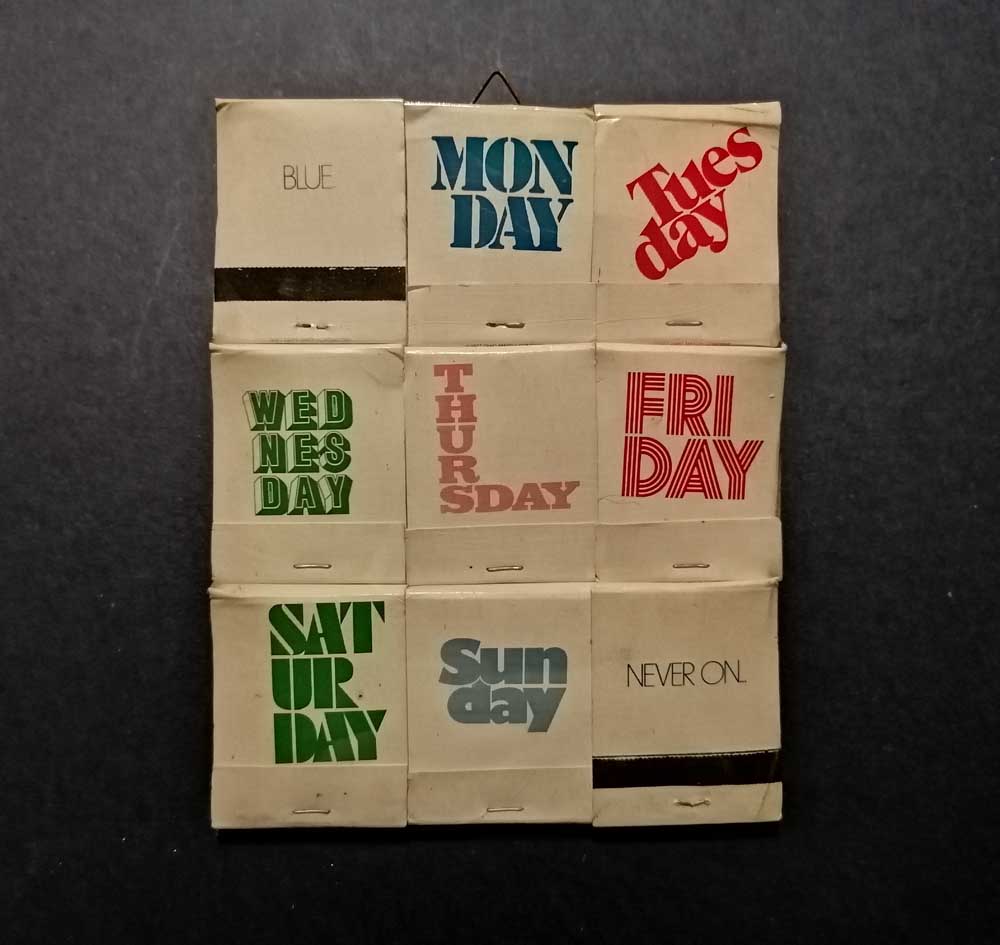 BLUE.
MON
DAY
Tues
day
WED
NES
DAY
T
H
U
R
SDAY
FRI
DAY
SAT
UR
DAY
Sun
day
NEVER ON..